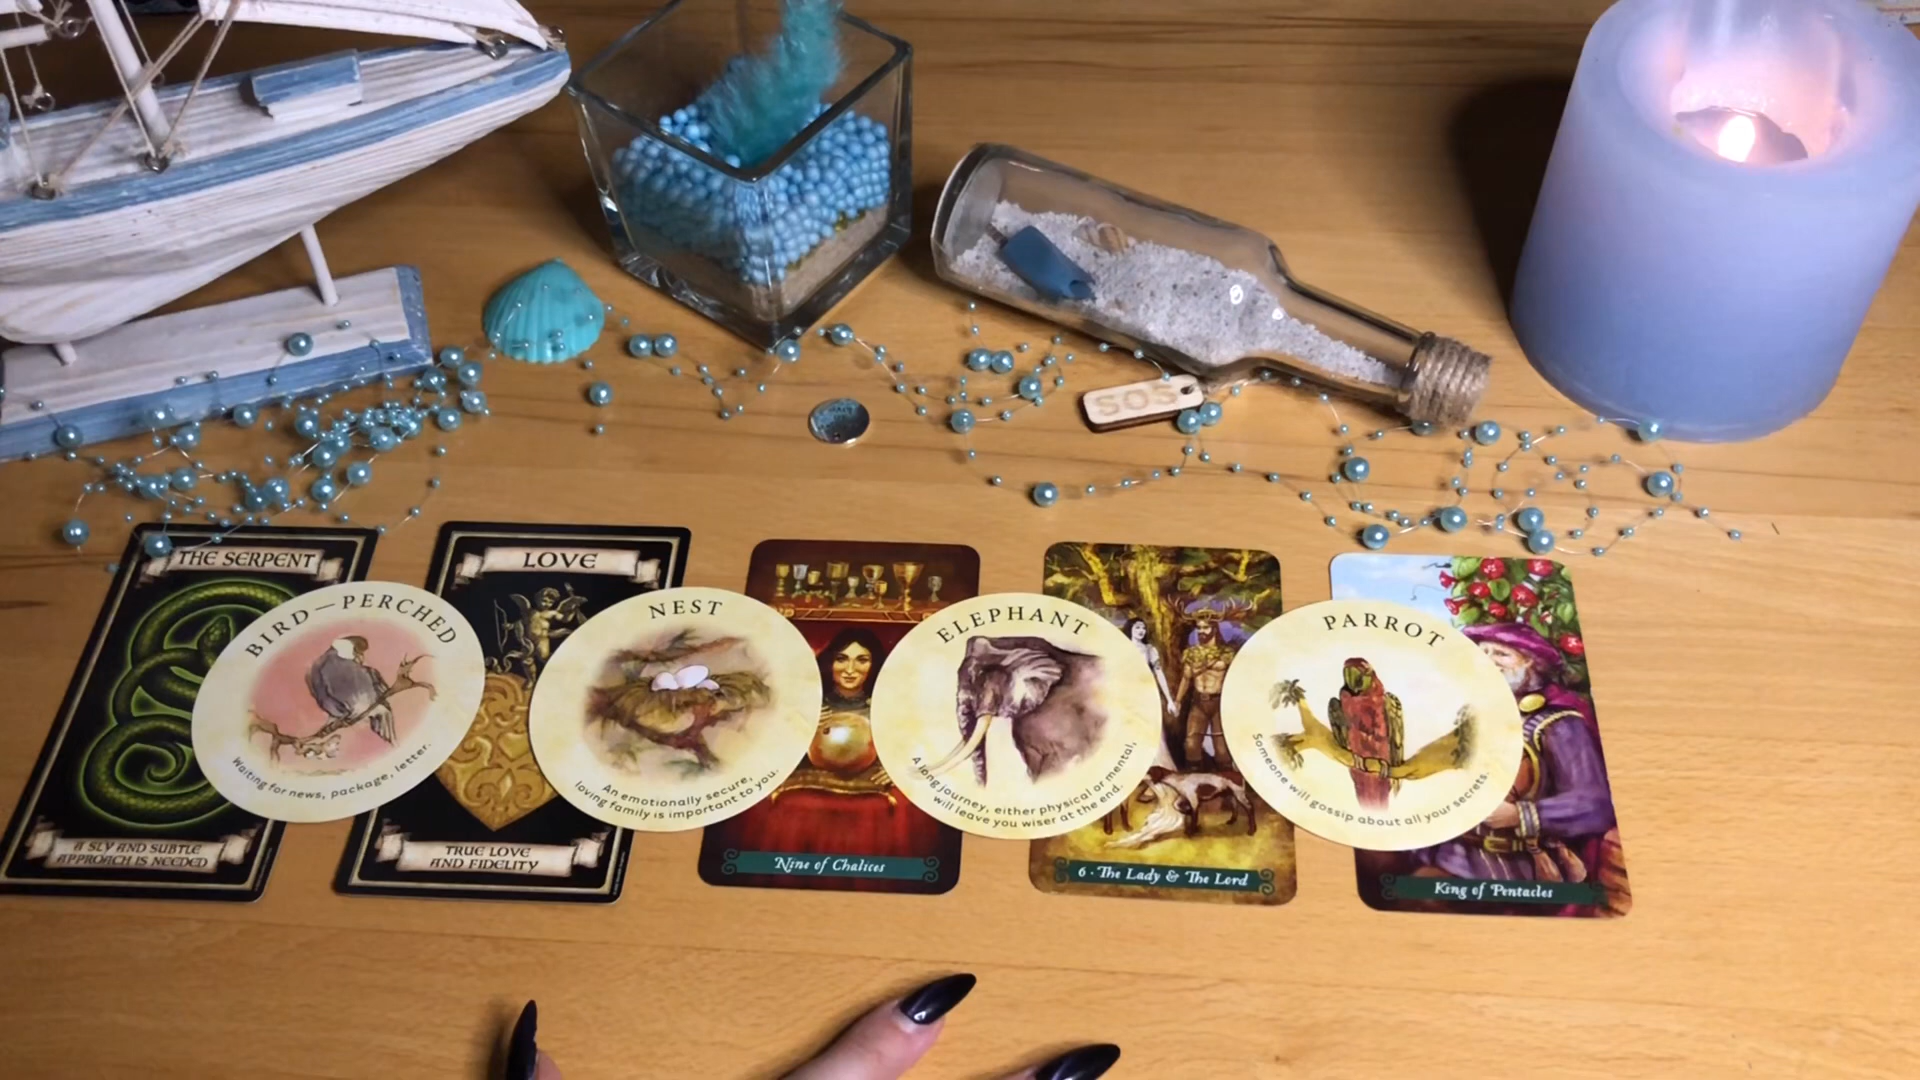 SOS
THE SERPENT
A SLY AND SUBTLE
APPROACH IS NEEDED
BIRD—PERCHED
Waiting for news, package, letter.
LOVE
TRUE LOVE
AND FIDELITY
NEST
An emotionally secure,
loving family is important to you.
Nine of Chalices
ELEPHANT
A long journey, either physical or mental,
will leave you wiser at the end.
6 · The Lady & The Lord
PARROT
Someone will gossip about all your secrets.
King of Pentacles